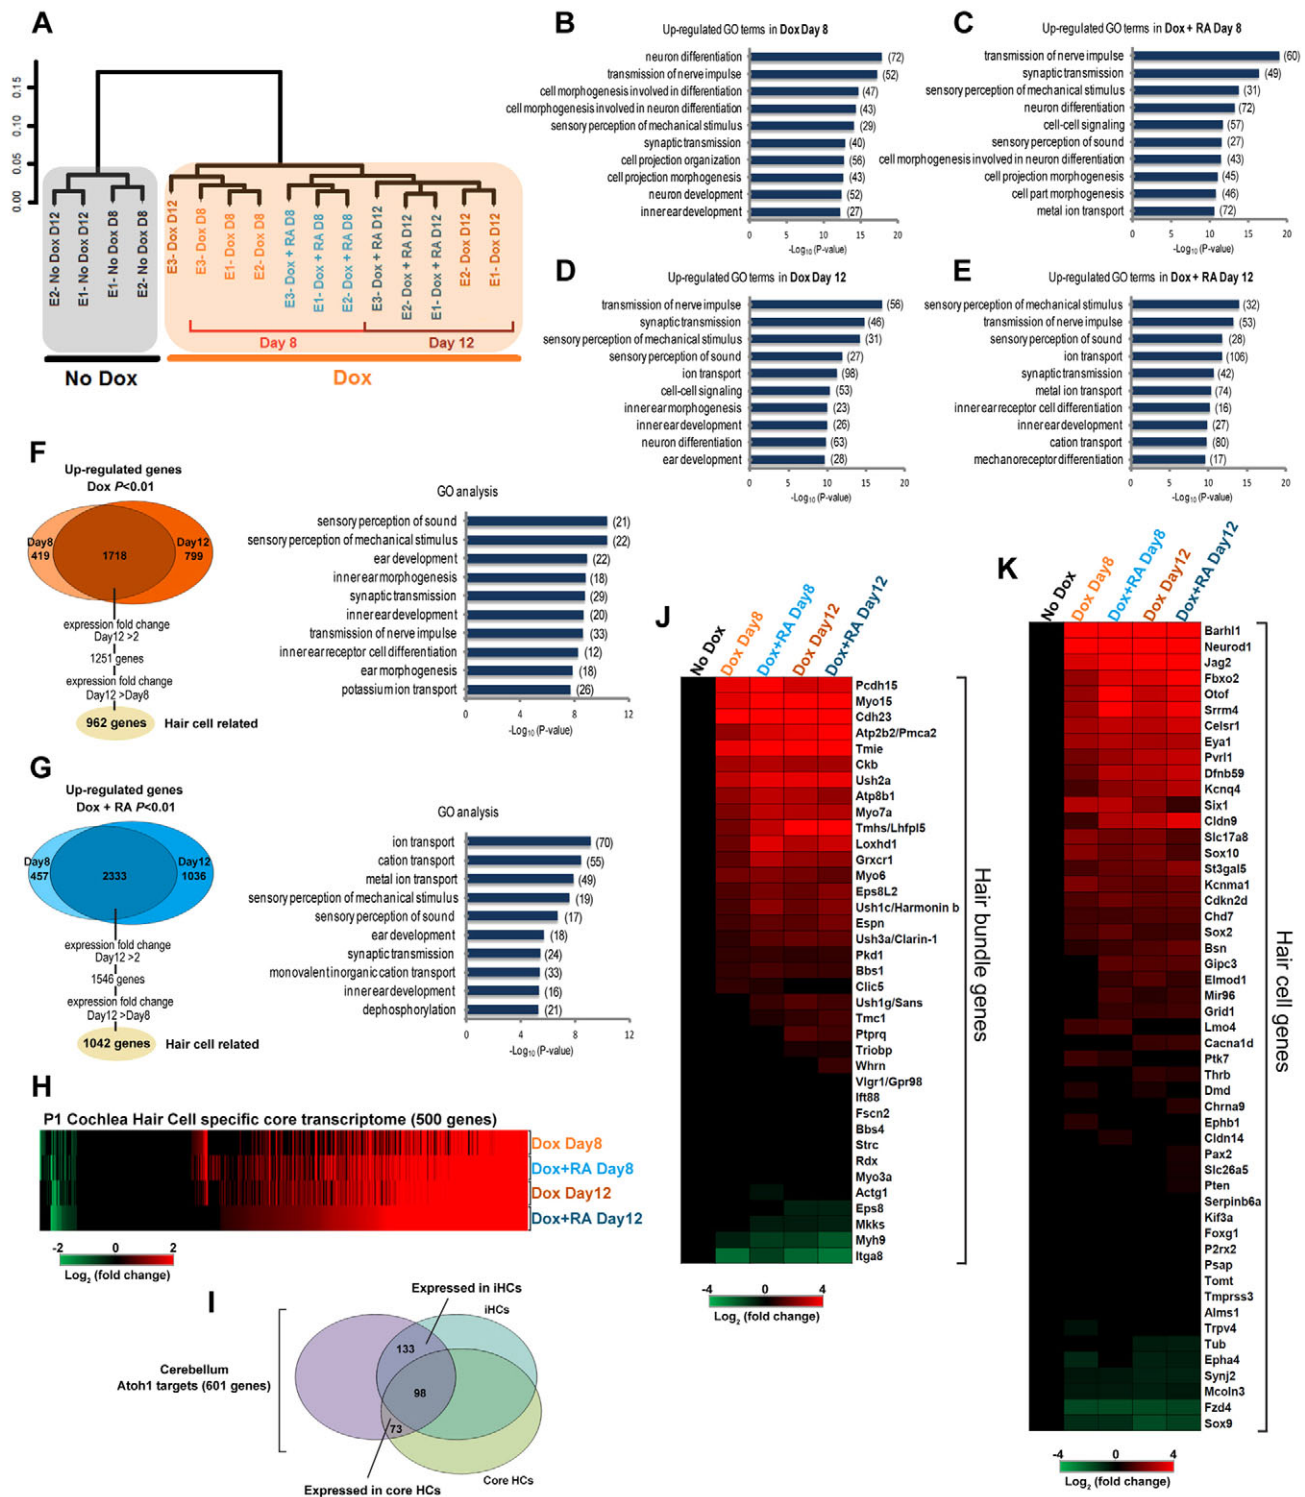 A
0.00 0.05 0.10 0.15
E2- No Dox D12
E1- No Dox D12
E1- No Dox D8
E2- No Dox D8
E3- Dox D12
E3- Dox D8
E1- Dox D8
E2- Dox D8
E3- Dox + RA D8
E1- Dox + RA D8
E2- Dox + RA D8
E3- Dox + RA D12
E2- Dox + RA D12
E1- Dox + RA D12
E2- Dox D12
E1- Dox D12
Day 8
Day 12
No Dox
Dox
B
Up-regulated GO terms in Dox Day 8
neuron differentiation (72)
transmission of nerve impulse (52)
cell morphogenesis involved in differentiation (47)
cell morphogenesis involved in neuron differentiation (43)
sensory perception of mechanical stimulus (29)
synaptic transmission (40)
cell projection organization (56)
cell projection morphogenesis (43)
neuron development (52)
inner ear development (27)
0 5 10 15 20
-Log10 (P-value)
C
Up-regulated GO terms in Dox + RA Day 8
transmission of nerve impulse (60)
synaptic transmission (49)
sensory perception of mechanical stimulus (31)
neuron differentiation (72)
cell-cell signaling (57)
sensory perception of sound (27)
cell morphogenesis involved in neuron differentiation (43)
cell projection morphogenesis (45)
cell part morphogenesis (46)
metal ion transport (72)
0 5 10 15 20
-Log10 (P-value)
D
Up-regulated GO terms in Dox Day 12
transmission of nerve impulse (56)
synaptic transmission (46)
sensory perception of mechanical stimulus (31)
sensory perception of sound (27)
ion transport (98)
cell-cell signaling (53)
inner ear morphogenesis (23)
inner ear development (26)
neuron differentiation (63)
ear development (28)
0 5 10 15 20
-Log10 (P-value)
E
Up-regulated GO terms in Dox + RA Day 12
sensory perception of mechanical stimulus (32)
transmission of nerve impulse (53)
sensory perception of sound (28)
ion transport (106)
synaptic transmission (42)
metal ion transport (74)
inner ear receptor cell differentiation (16)
inner ear development (27)
cation transport (80)
mechanoreceptor differentiation (17)
0 5 10 15 20
-Log10 (P-value)
F
Up-regulated genes
Dox P<0.01
Day8
419
1718
Day12
799
expression fold change
Day12 >2
1251 genes
expression fold change
Day12 >Day8
962 genes
Hair cell related
GO analysis
sensory perception of sound (21)
sensory perception of mechanical stimulus (22)
ear development (22)
inner ear morphogenesis (18)
synaptic transmission (29)
inner ear development (20)
transmission of nerve impulse (33)
inner ear receptor cell differentiation (12)
ear morphogenesis (18)
potassium ion transport (26)
0 4 8 12
-Log10 (P-value)
G
Up-regulated genes
Dox + RA P<0.01
Day8
457
2333
Day12
1036
expression fold change
Day12 >2
1546 genes
expression fold change
Day12 >Day8
1042 genes
Hair cell related
GO analysis
ion transport (70)
cation transport (55)
metal ion transport (49)
sensory perception of mechanical stimulus (19)
sensory perception of sound (17)
ear development (18)
synaptic transmission (24)
monovalent inorganic cation transport (33)
inner ear development (16)
dephosphorylation (21)
0 4 8 12
-Log10 (P-value)
H
P1 Cochlea Hair Cell specific core transcriptome (500 genes)
Dox Day8
Dox+RA Day8
Dox Day12
Dox+RA Day12
-2 0 2
Log2 (fold change)
I
Expressed in iHCs
iHCs
133
Cerebellum
Atoh1 targets (601 genes)
98
73
Core HCs
Expressed in core HCs
J
No Dox
Dox Day8
Dox+RA Day8
Dox Day12
Dox+RA Day12
Pcdh15
Myo15
Cdh23
Atp2b2/Pmca2
Tmie
Ckb
Ush2a
Atp8b1
Myo7a
Tmhs/Lhfpl5
Loxhd1
Grxcr1
Myo6
Eps8L2
Ush1c/Harmonin b
Espn
Ush3a/Clarin-1
Pkd1
Bbs1
Clic5
Ush1g/Sans
Tmc1
Ptprq
Triobp
Whrn
Vlgr1/Gpr98
Ift88
Fscn2
Bbs4
Strc
Rdx
Myo3a
Actg1
Eps8
Mkks
Myh9
Itga8
Hair bundle genes
-4 0 4
Log2 (fold change)
K
No Dox
Dox Day8
Dox+RA Day8
Dox Day12
Dox+RA Day12
Barhl1
Neurod1
Jag2
Fbxo2
Otof
Srrm4
Celsr1
Eya1
Pvrl1
Dfnb59
Kcnq4
Six1
Cldn9
Slc17a8
Sox10
St3gal5
Kcnma1
Cdkn2d
Chd7
Sox2
Bsn
Gipc3
Elmod1
Mir96
Grid1
Lmo4
Cacna1d
Ptk7
Thrb
Dmd
Chrna9
Ephb1
Cldn14
Pax2
Slc26a5
Pten
Serpinb6a
Kif3a
Foxg1
P2rx2
Psap
Tomt
Tmprss3
Alms1
Trpv4
Tub
Epha4
Synj2
Mcoln3
Fzd4
Sox9
Hair cell genes
-4 0 4
Log2 (fold change)